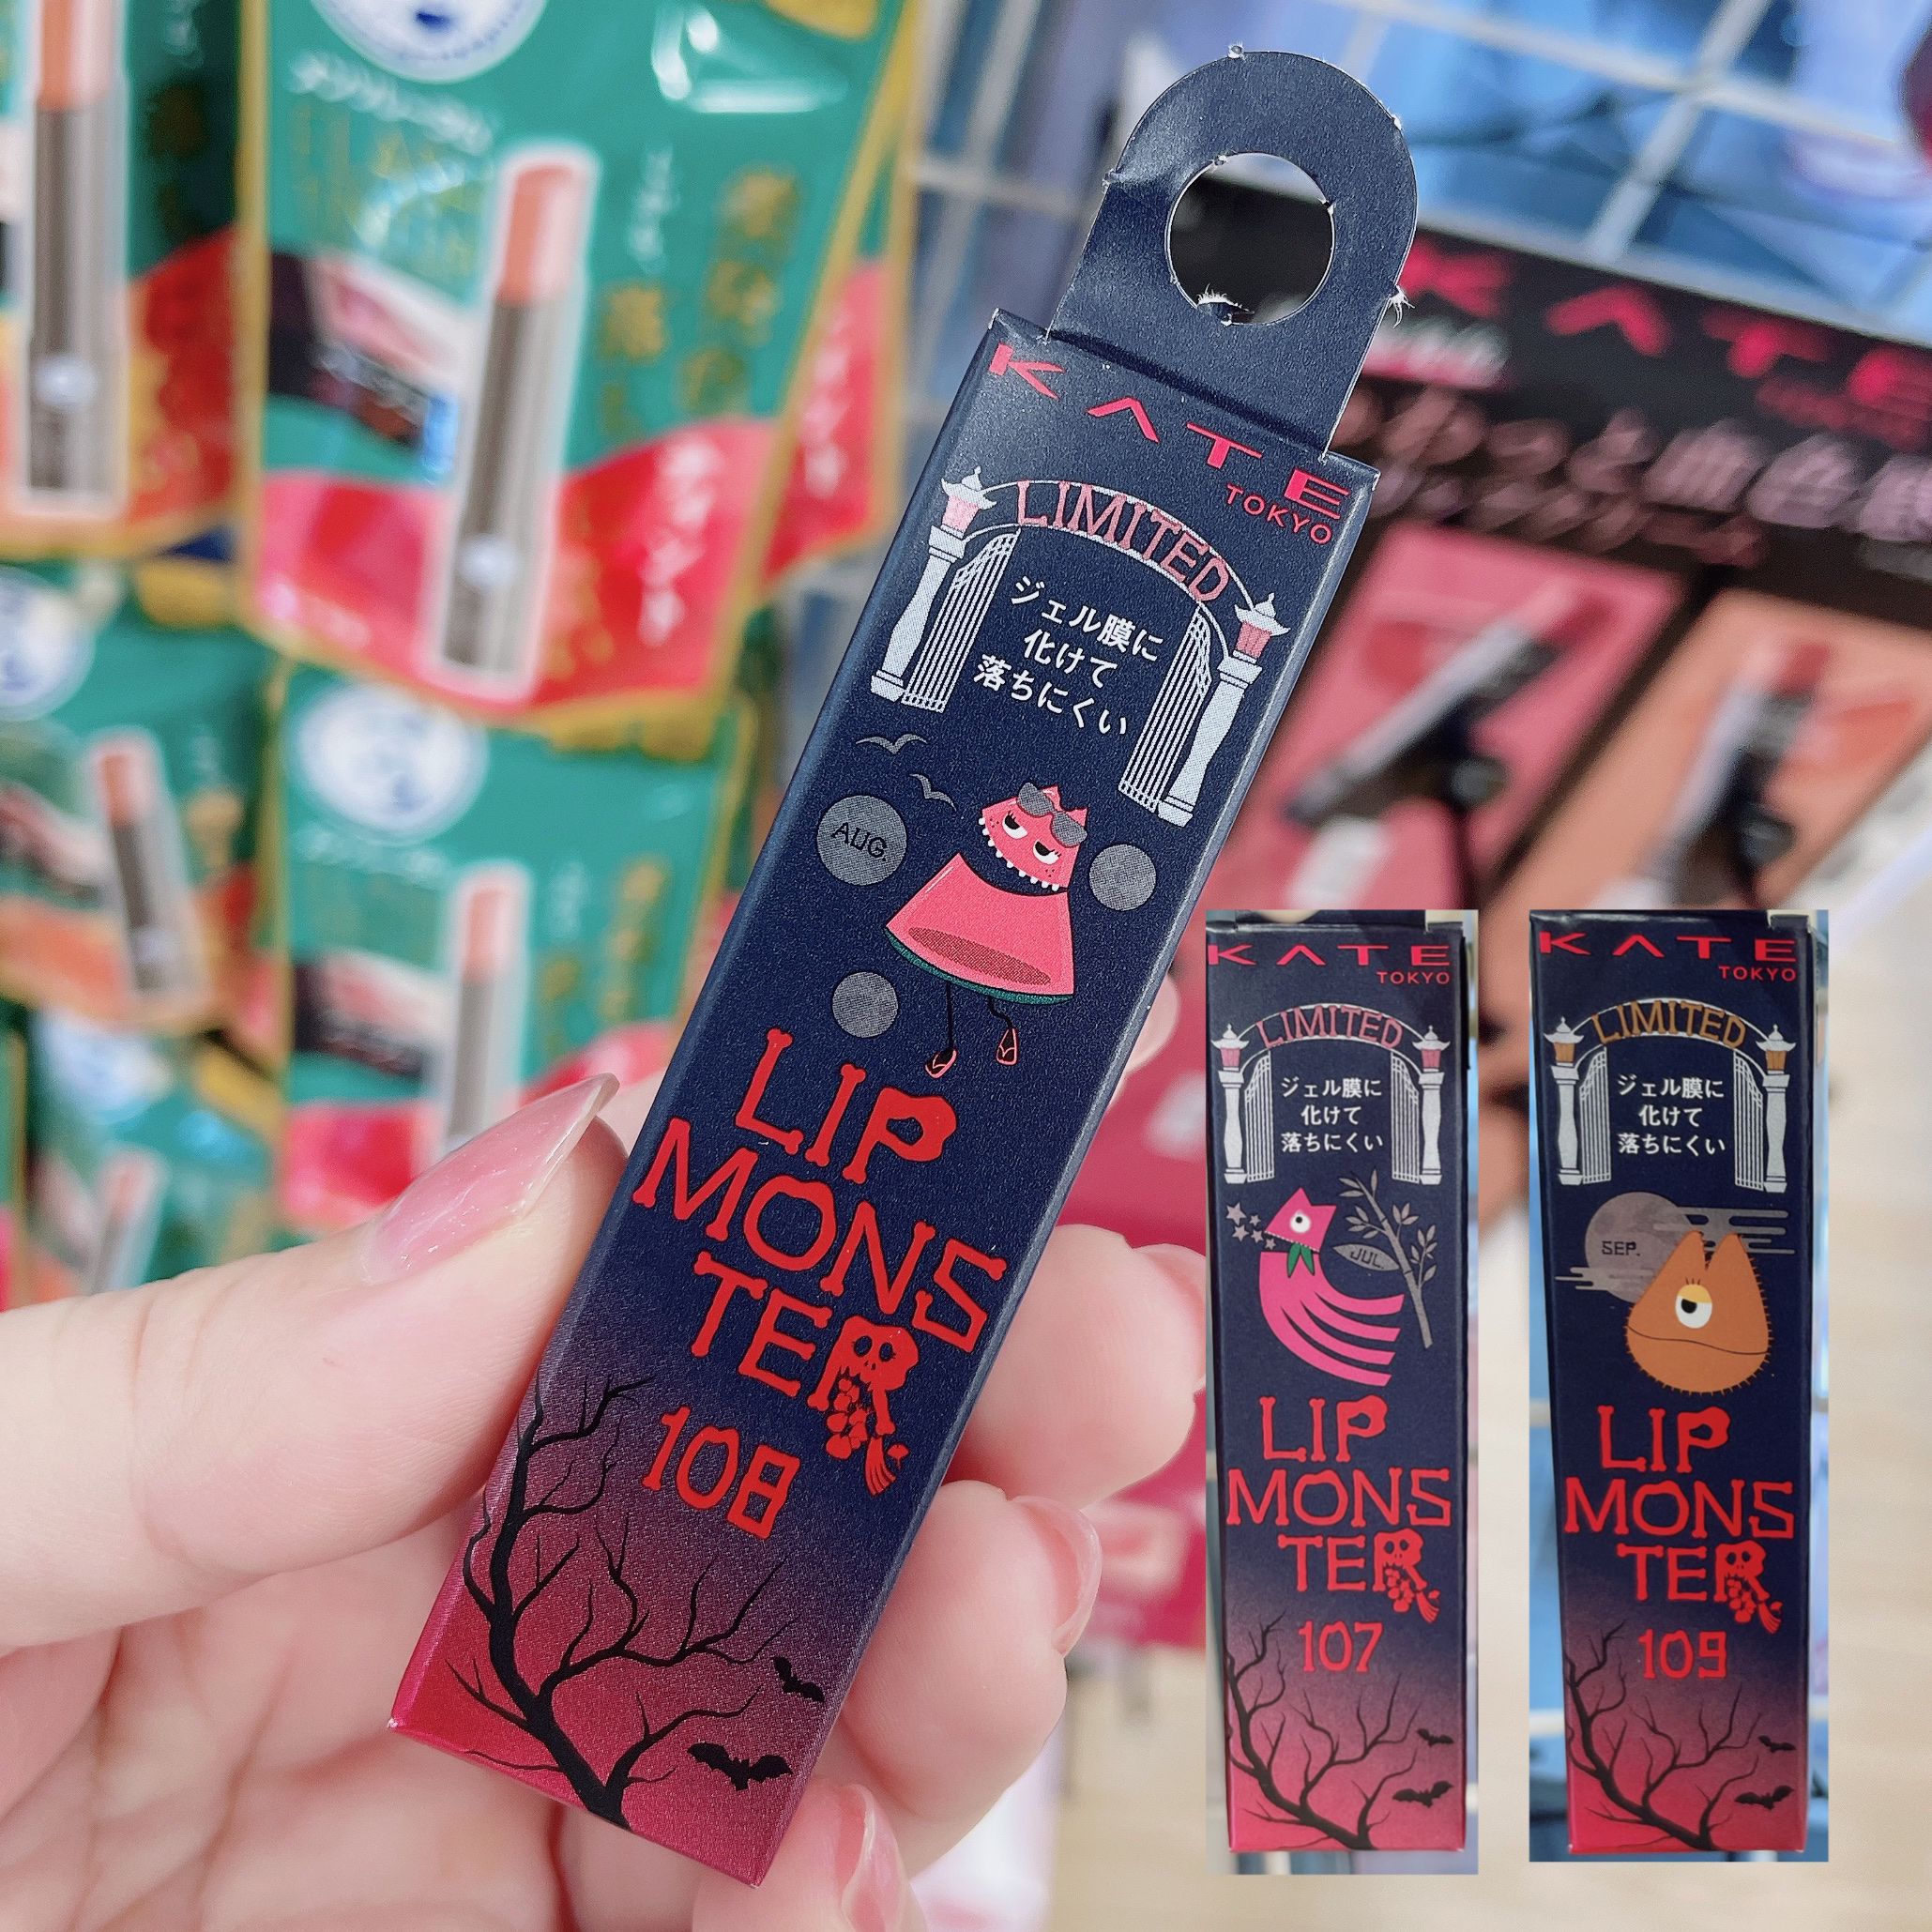 KATE
TOKYO
LIMITED
ジェル膜に
化けて
落ちにくい
AUG.
LIP
MONS
TER
108
KATE
TOKYO
LIMITED
ジェル膜に
化けて
落ちにくい
JUL.
LIP
MONS
TER
107
KATE
TOKYO
LIMITED
ジェル膜に
化けて
落ちにくい
SEP.
LIP
MONS
TER
109
KATE